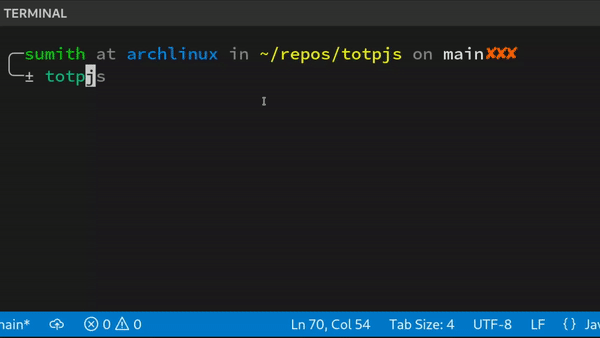 TERMINAL
sumith at archlinux in ~/repos/totpjs on main✘✘✘
± totpjs
main* ⊗ 0 ⚠ 0 Ln 70, Col 54 Tab Size: 4 UTF-8 LF {} Jav